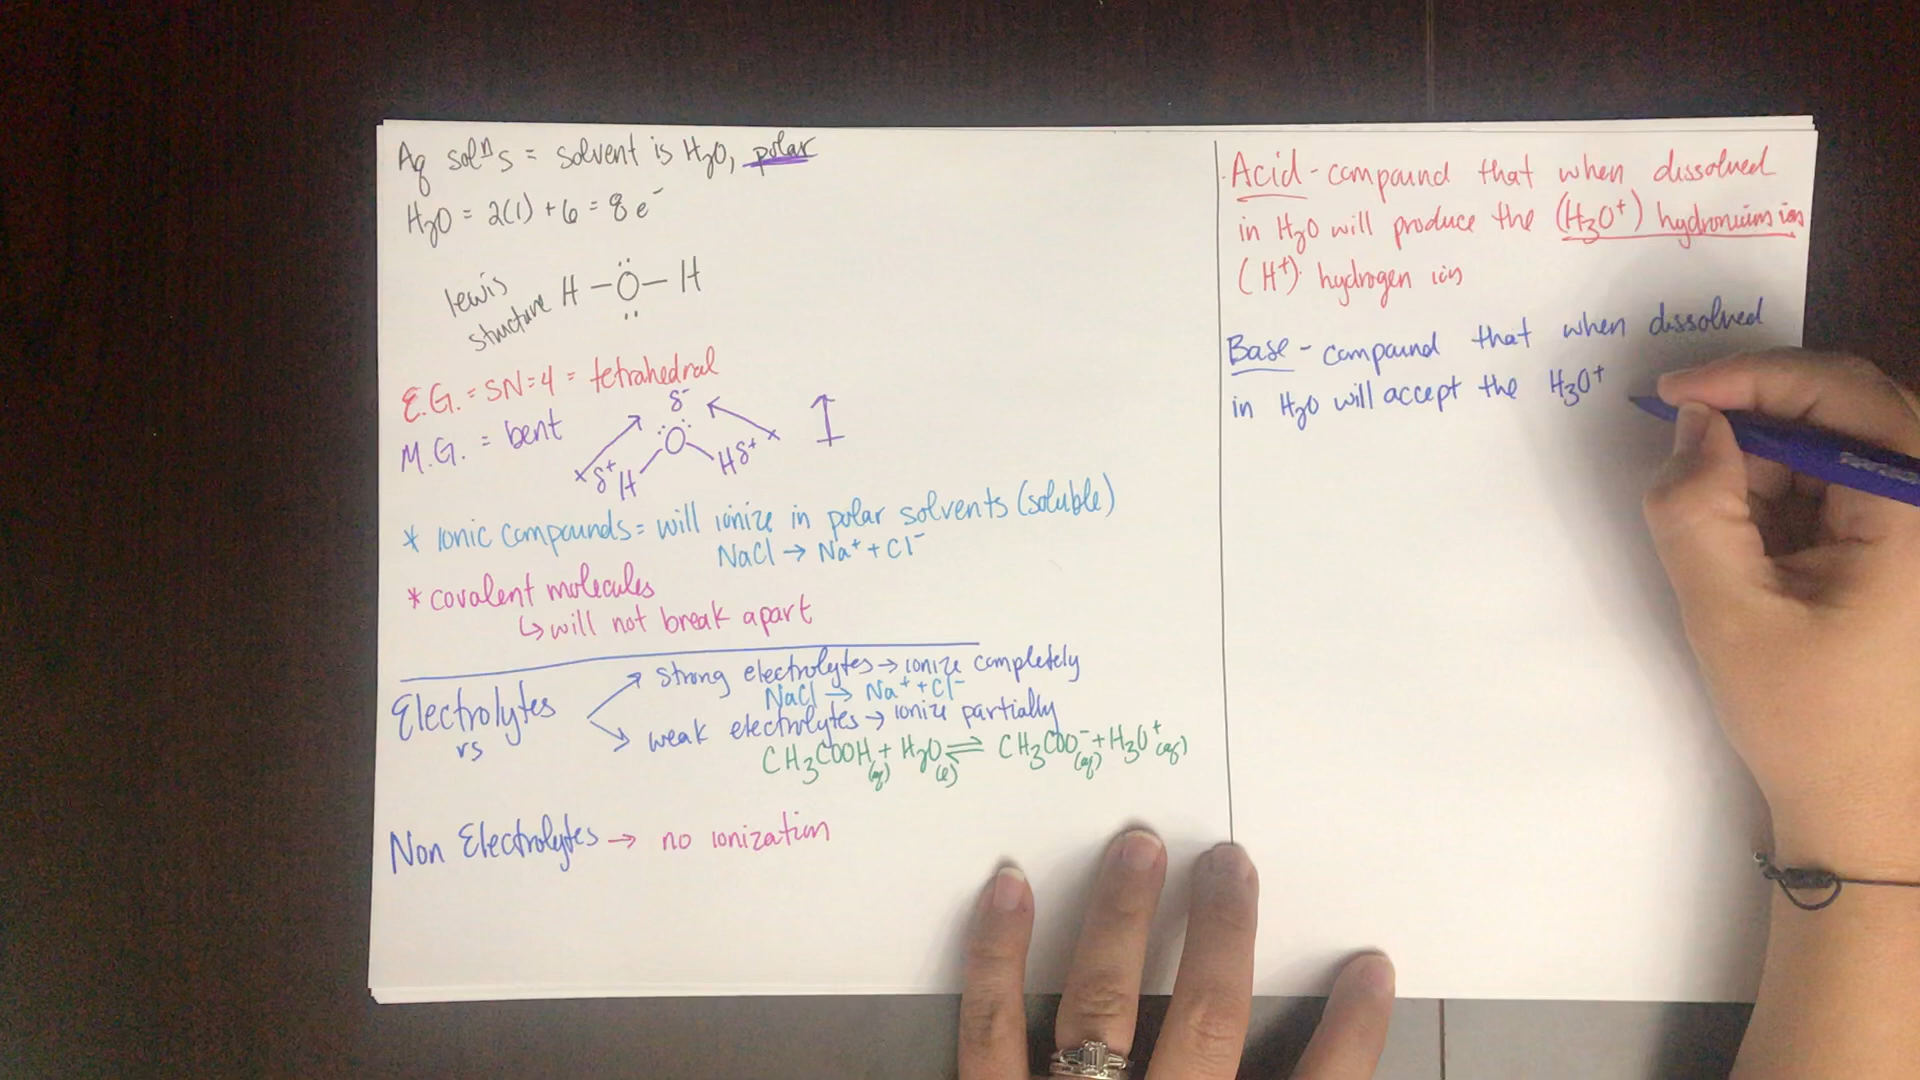 Aq solⁿs = solvent is H₂O, polar
H₂O = 2(1) + 6 = 8 e⁻
lewis
structure H – Ö – H
E.G. = SN=4 = tetrahedral
M.G. = bent
δ⁻
O
δ⁺ H
H δ⁺
* ionic compounds = will ionize in polar solvents (soluble)
NaCl → Na⁺ + Cl⁻
* covalent molecules
↳ will not break apart
Electrolytes
strong electrolytes → ionize completely
NaCl → Na⁺ + Cl⁻
weak electrolytes → ionize partially
CH₃COOH (aq) + H₂O (l) ⇌ CH₃COO⁻ (aq) + H₃O⁺ (aq)
vs
Non Electrolytes → no ionization
Acid - compound that when dissolved
in H₂O will produce the (H₃O⁺) hydronium ion
(H⁺) hydrogen ion
Base - compound that when dissolved
in H₂O will accept the H₃O⁺